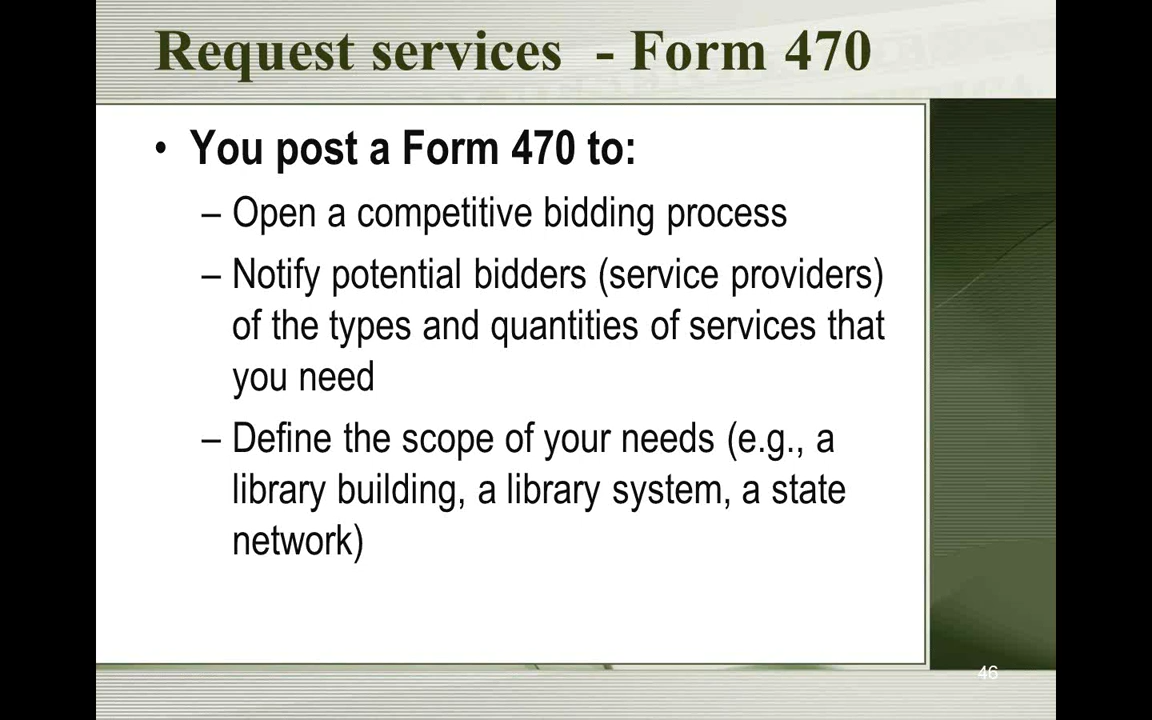 Request services - Form 470
• You post a Form 470 to:
– Open a competitive bidding process
– Notify potential bidders (service providers)
of the types and quantities of services that
you need
– Define the scope of your needs (e.g., a
library building, a library system, a state
network)
46